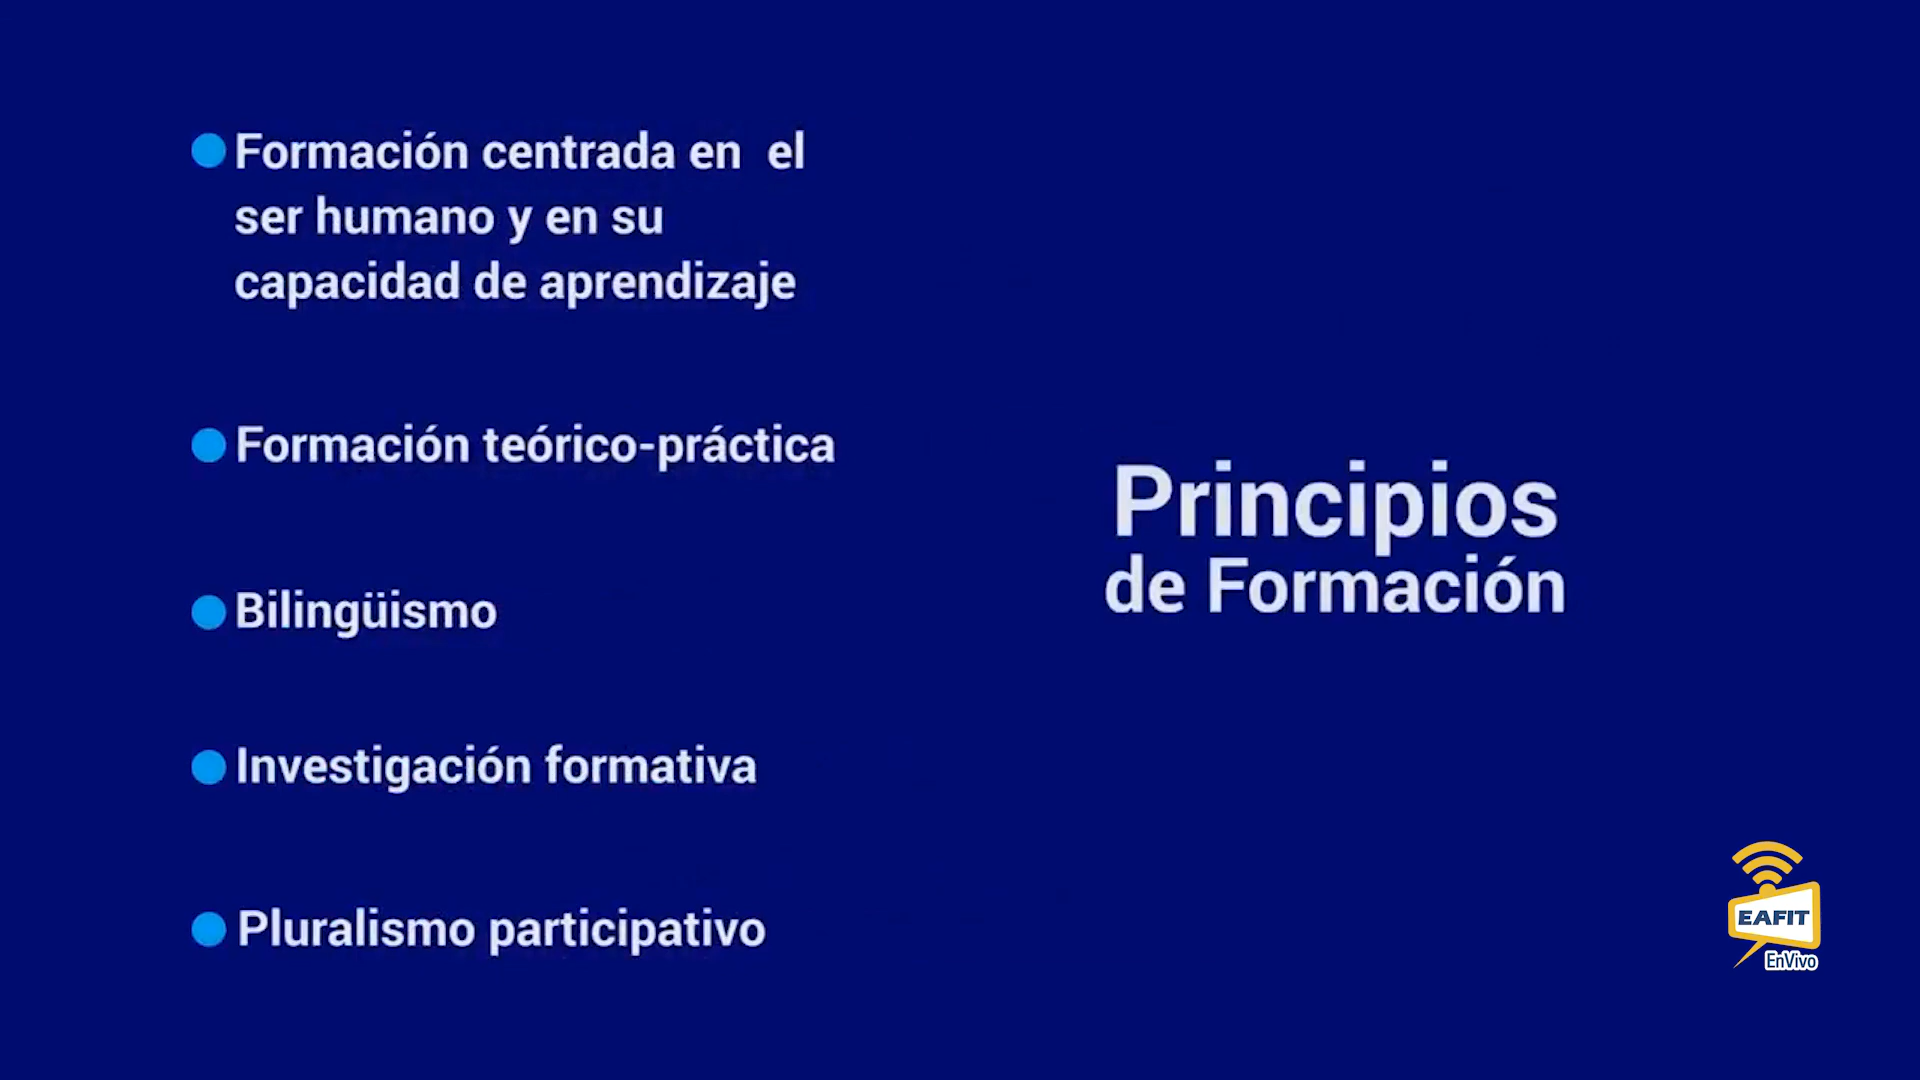 Formación centrada en el
ser humano y en su
capacidad de aprendizaje
Formación teórico-práctica
Bilingüismo
Investigación formativa
Pluralismo participativo
Principios
de Formación
EAFIT
EnVivo